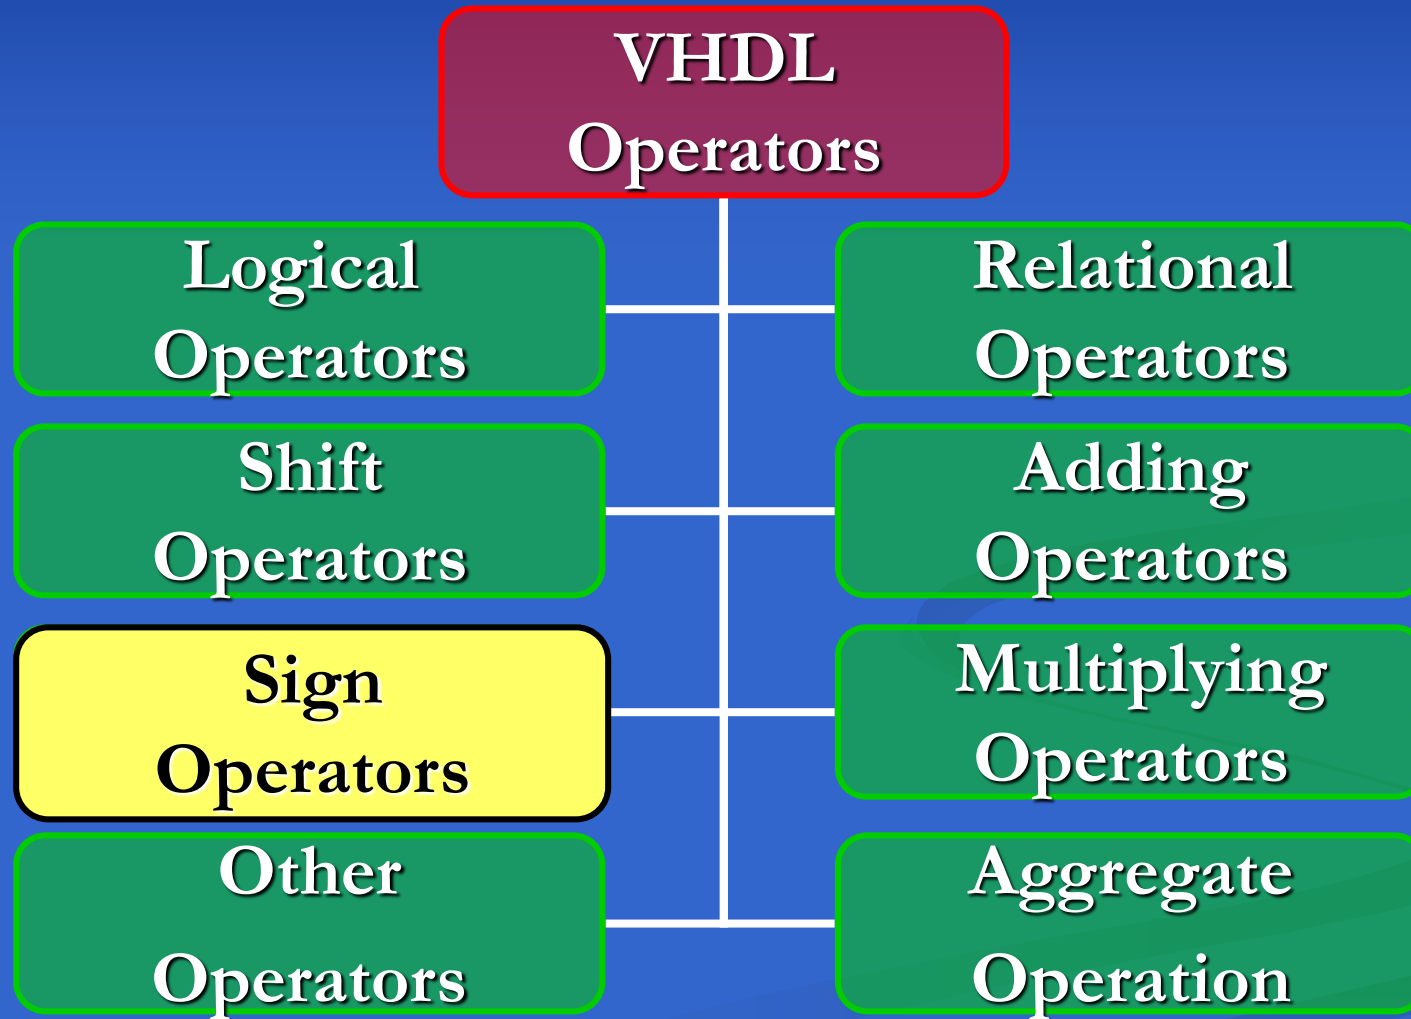 VHDL
Operators
Logical
Operators
Relational
Operators
Shift
Operators
Adding
Operators
Sign
Operators
Multiplying
Operators
Other
Operators
Aggregate
Operation